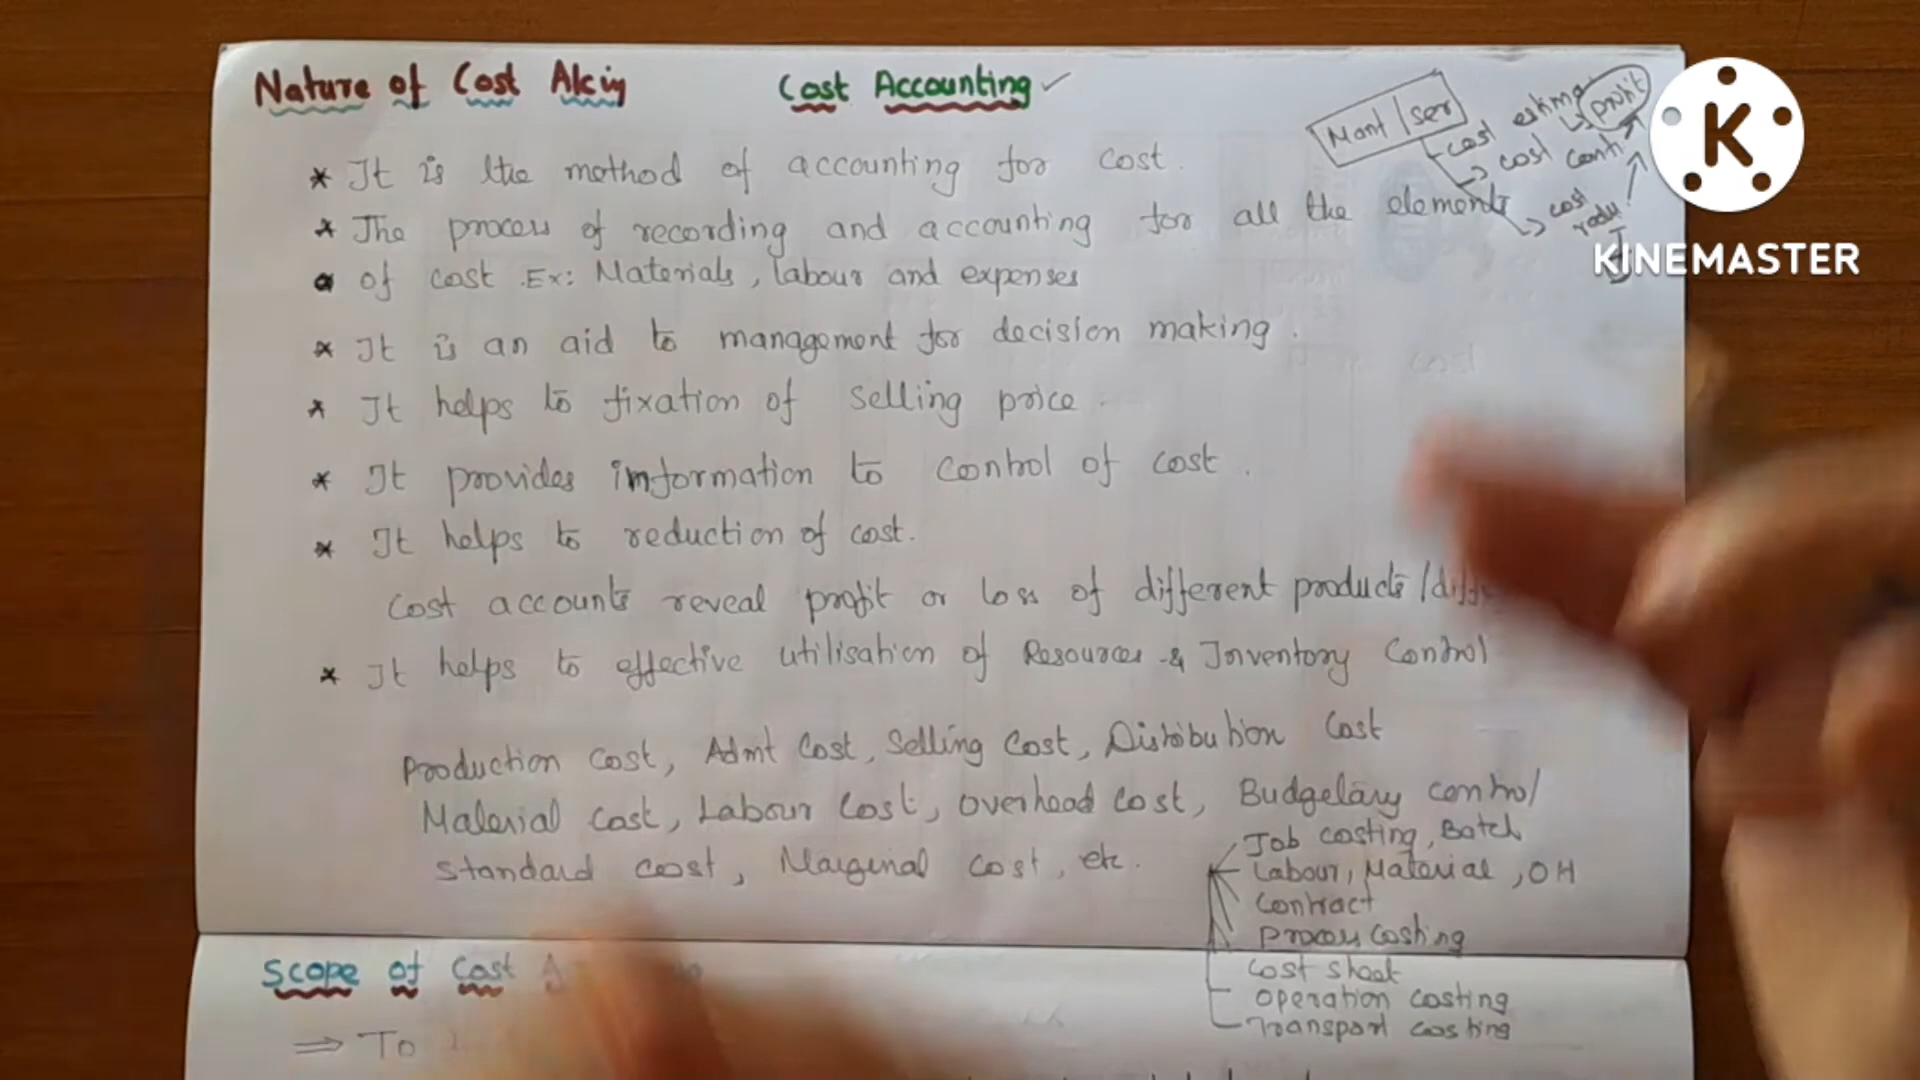 Nature of Cost A/cing
Cost Accounting ✓
Mant / ser
cost estima
profit
cost cont
cost redu
K
KINEMASTER
* It is the method of accounting for cost.
* The process of recording and accounting for all the elements
of cost. Ex: Materials, labour and expenses
* It is an aid to management for decision making.
* It helps to fixation of selling price.
* It provides information to control of cost.
* It helps to reduction of cost.
Cost accounts reveal profit or loss of different products /
* It helps to effective utilisation of Resources & Inventory Control
Production Cost, Admt Cost, Selling Cost, Distribution Cost
Material Cost, Labour Cost, Overhead cost, Budgetary control
Standard cost, Marginal cost, etc.
Job costing, Batch
Labour, Material, OH
Contract
Process Costing
Cost sheet
Operation costing
Transport costing
Scope of Cost
⇒ To